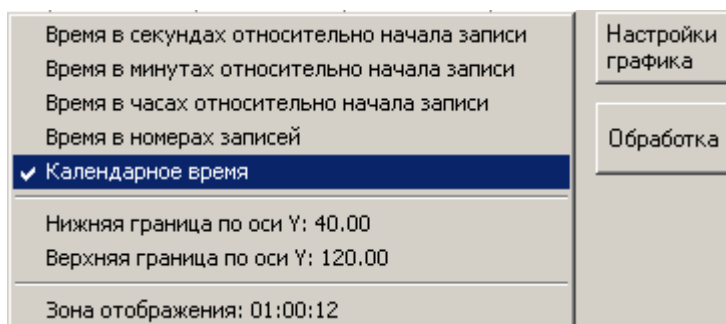 Время в секундах относительно начала записи
Время в минутах относительно начала записи
Время в часах относительно начала записи
Время в номерах записей
Календарное время
Нижняя граница по оси Y: 40.00
Верхняя граница по оси Y: 120.00
Зона отображения: 01:00:12
Настройки
графика
Обработка